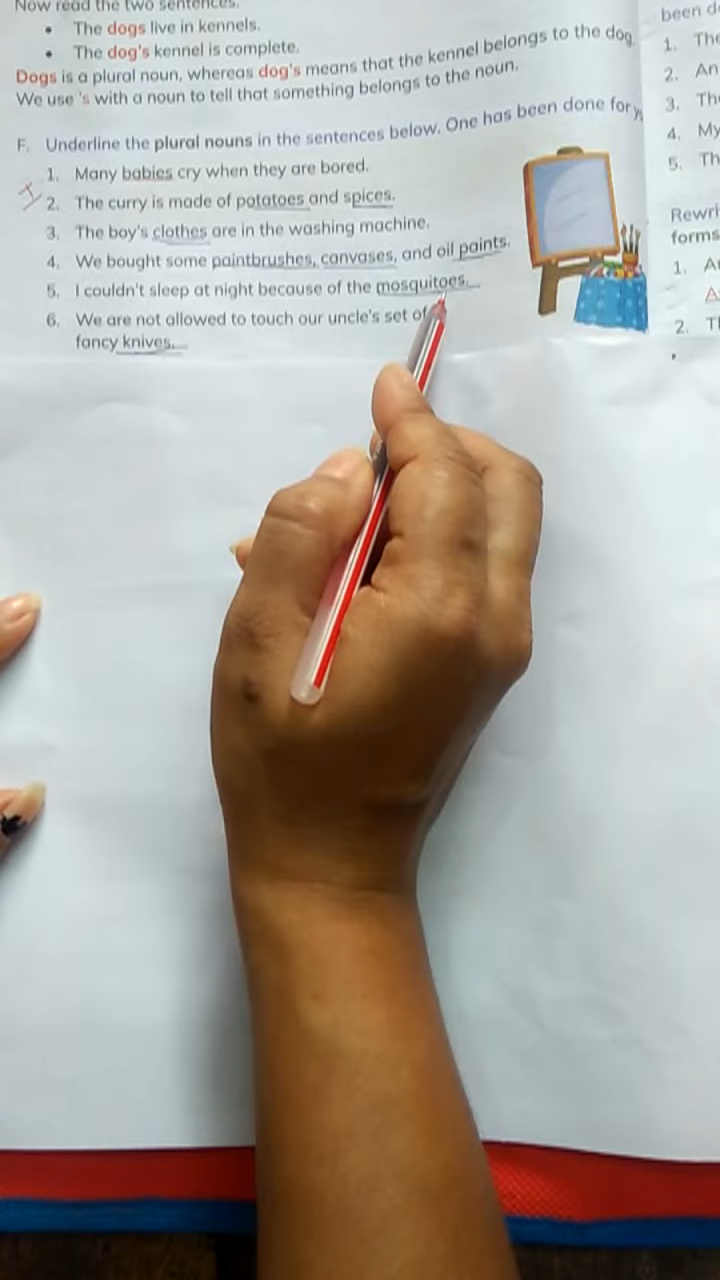 Now read the two sentences.
• The dogs live in kennels.
• The dog's kennel is complete.
Dogs is a plural noun, whereas dog's means that the kennel belongs to the dog.
We use 's with a noun to tell that something belongs to the noun.
F. Underline the plural nouns in the sentences below. One has been done for
1. Many babies cry when they are bored.
2. The curry is made of potatoes and spices.
3. The boy's clothes are in the washing machine.
4. We bought some paintbrushes, canvases, and oil paints.
5. I couldn't sleep at night because of the mosquitoes.
6. We are not allowed to touch our uncle's set of
fancy knives.
been
1.
2. An
3.
4. My
5.
forms
1.
2.